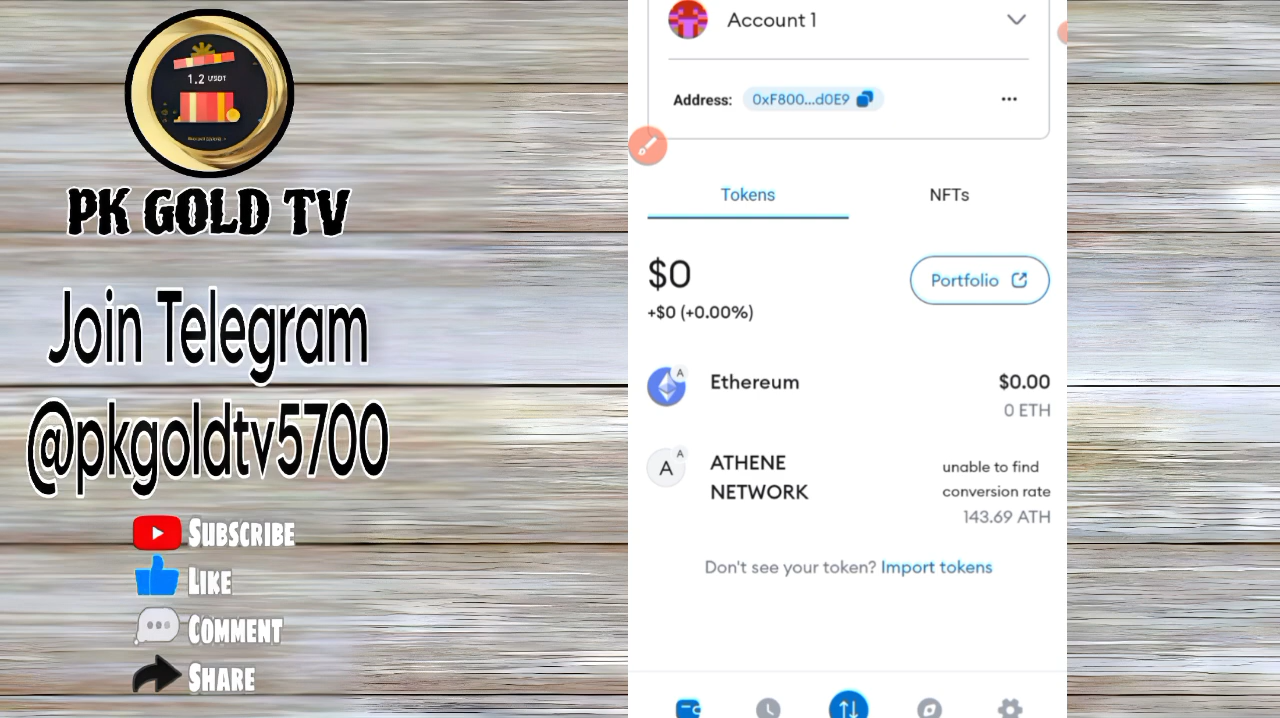 1.2 USDT
PK GOLD TV
Join Telegram
@pkgoldtv5700
SUBSCRIBE
LIKE
COMMENT
SHARE
Account 1
Address: 0xF800...d0E9
Tokens
NFTs
$0
Portfolio
+$0 (+0.00%)
A
Ethereum
$0.00
0 ETH
A
A
ATHENE
NETWORK
unable to find
conversion rate
143.69 ATH
Don't see your token? Import tokens